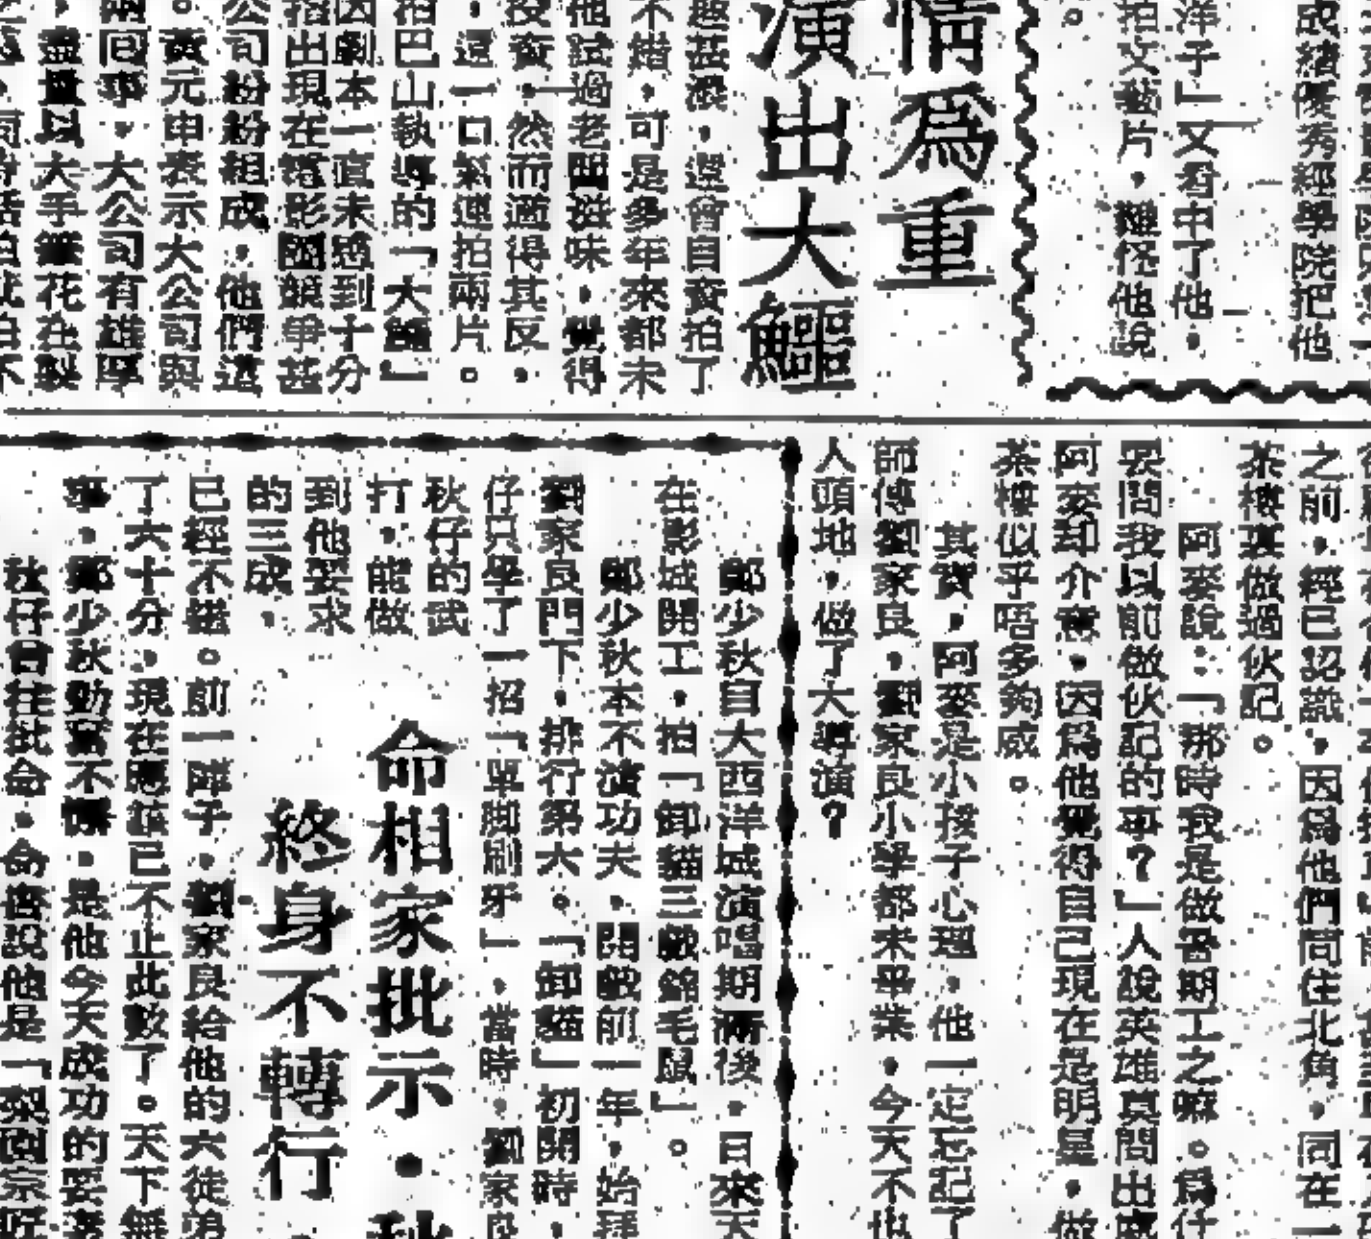 成績優秀經學院把他
洋子」又看中了他，
拍文藝片，難怪他說
。
情爲重
演出大鱷
還曾自資拍了
不錯，可是多年來都未
他試過老闆滋味，覺得
然而適得其反，
，這一口氣連拍兩片。
拍巴山執導的「大鱷」
因劇本一直未感到十分
招出現在電影圈競爭甚
公司紛紛組成，他們這
。黃元申表示大公司與
兩回事，大公司有雄厚
盡量以大手筆花在製
之前，經已認識，因爲他們同住北角，同在一
茶樓裏做過伙記。
阿麥說：「那時我是做暑期工之嘛。爲什
罢問我以前做伙記的事？」人說英雄莫問出處
阿麥却介意，因爲他覺得自己現在是明星，做
茶樓似乎唔多夠威。
其實，阿麥是小孩子心理，他一定忘記了
師傅劉家良，劉家良小學都未畢業，今天不也
人頭地，做了大導演？
鄭少秋自大西洋城演唱期滿後，日來天
在影城開工，拍「御貓三戲錦毛鼠」。
鄭少秋本不演功夫，開戲前一年，始拜
劉家良門下，排行第六。「御貓」初開時，
仔只學了一招「單脚刷牙」，當時，劉家良
秋仔的武
打，能做
到他要求
的三成，
命相家批示·秋
終身不轉行
已經不錯。前一陣子，劉家良給他的六徒弟
了六十分，現在應該已不止此數了。天下無
事，鄭少秋勤奮不懈，是他今天成功的要素
秋仔曾往批命，命書說他是「梨園宗